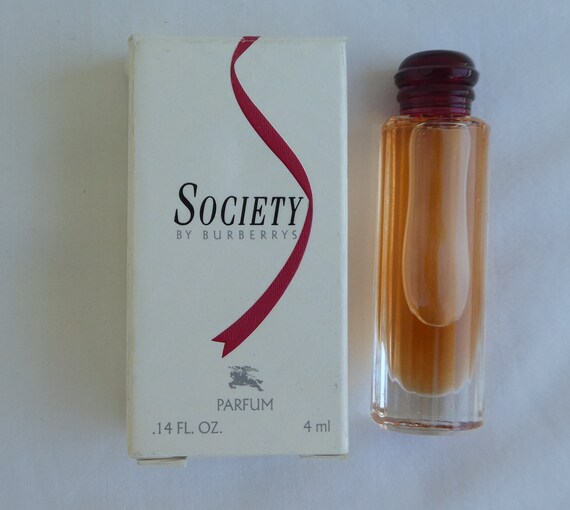 SOCIETY
BY BURBERRYS
PARFUM
.14 FL. OZ. 4 ml